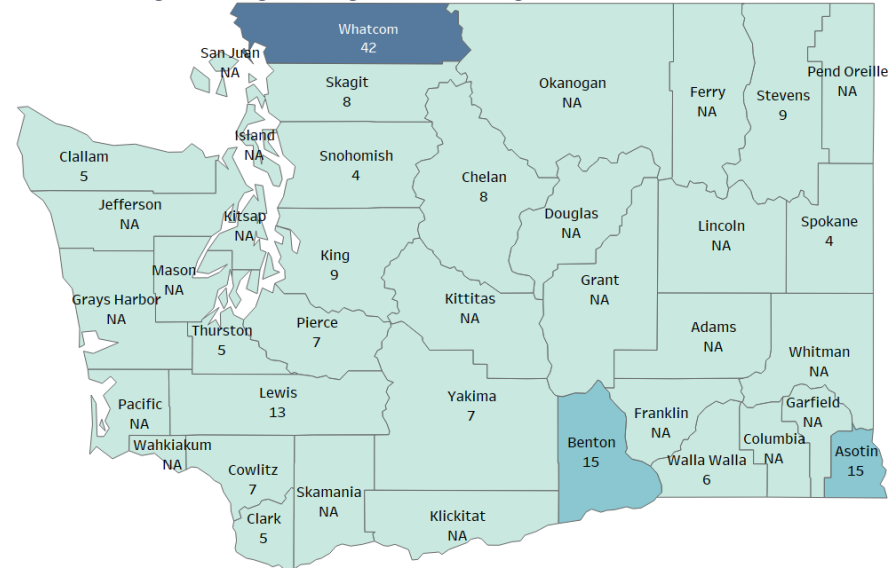 Whatcom
42
San Juan
NA
Skagit
8
Okanogan
NA
Ferry
NA
Stevens
9
Pend Oreille
NA
Clallam
5
Island
NA
Snohomish
4
Chelan
8
Jefferson
NA
Kitsap
NA
Douglas
NA
Lincoln
NA
Spokane
4
King
9
Mason
NA
Grays Harbor
NA
Kittitas
NA
Grant
NA
Thurston
5
Pierce
7
Adams
NA
Whitman
NA
Pacific
NA
Lewis
13
Yakima
7
Wahkiakum
NA
Benton
15
Franklin
NA
Garfield
NA
Columbia
NA
Walla Walla
6
Asotin
15
Cowlitz
7
Skamania
NA
Clark
5
Klickitat
NA